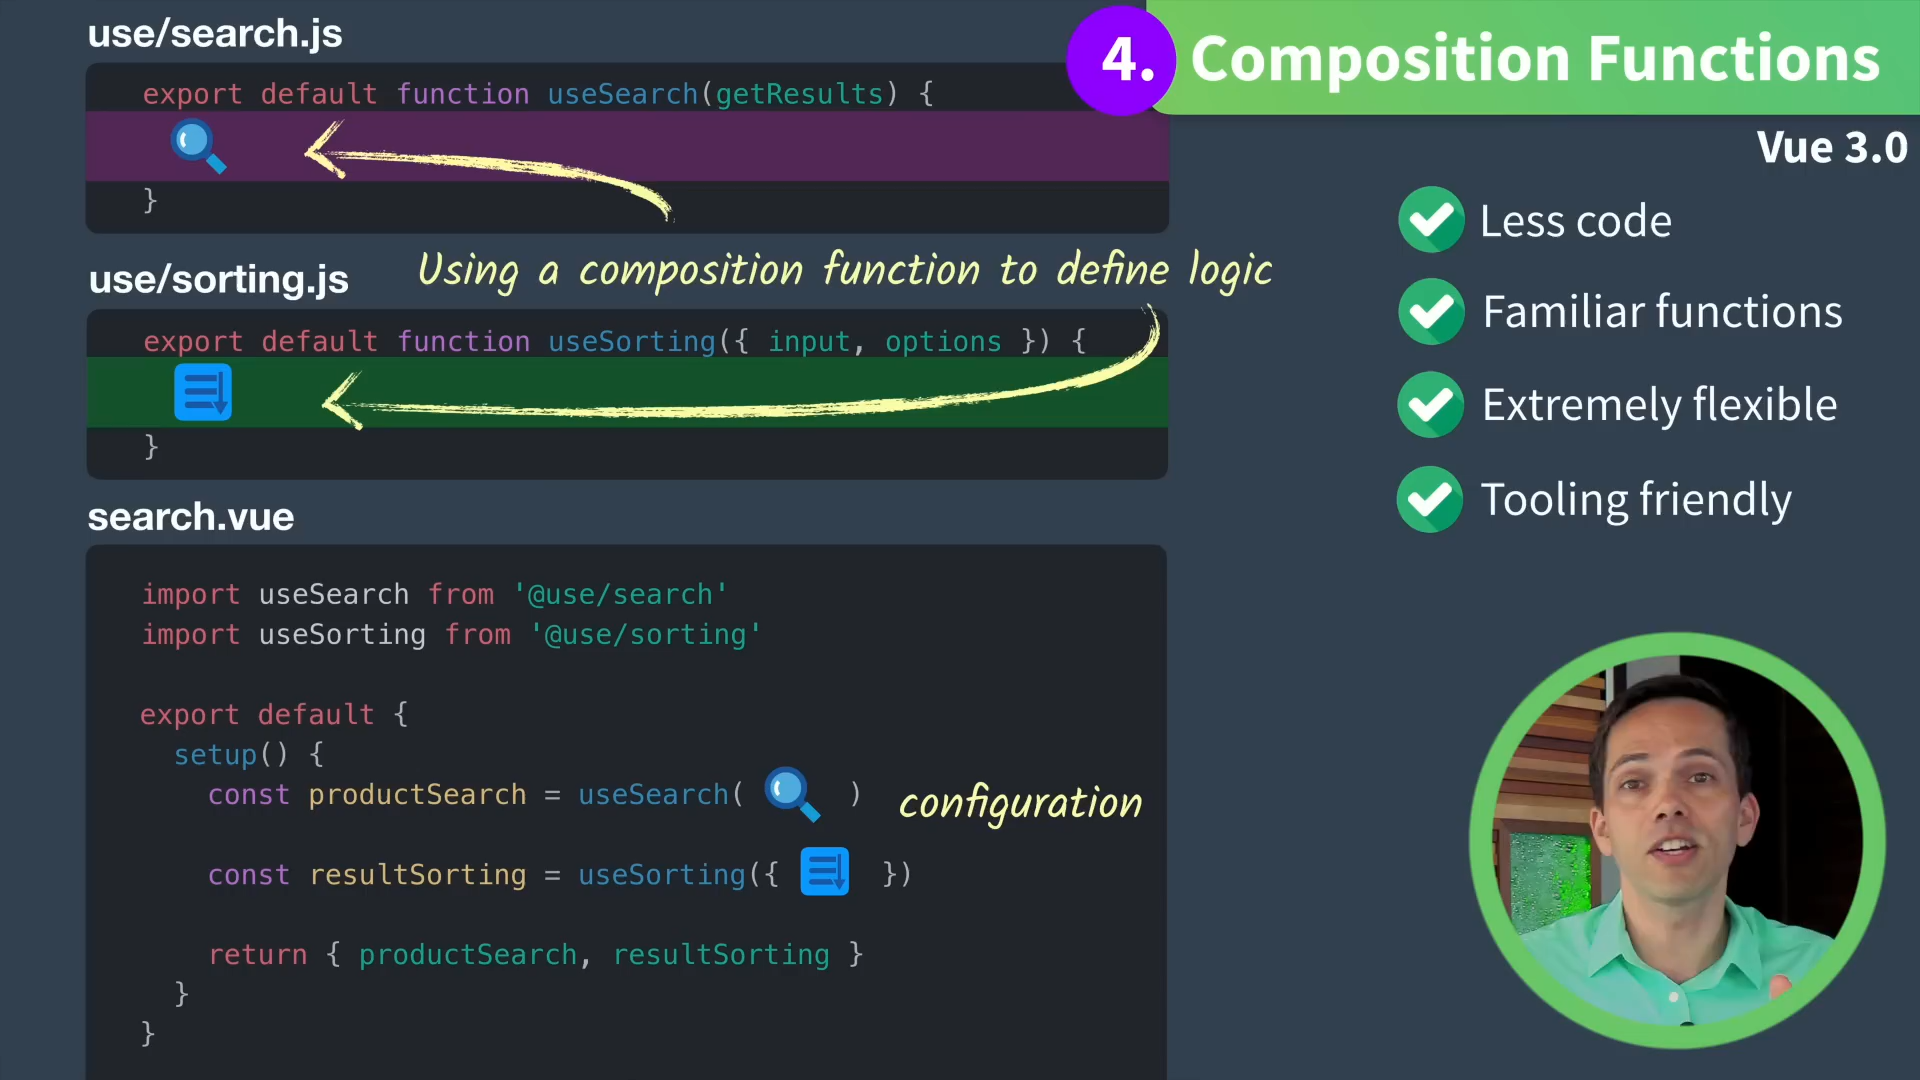 use/search.js
export default function useSearch(getResults) {
}
Using a composition function to define logic
use/sorting.js
export default function useSorting({ input, options }) {
}
search.vue
import useSearch from '@use/search'
import useSorting from '@use/sorting'
export default {
setup() {
const productSearch = useSearch( )
configuration
const resultSorting = useSorting({ })
return { productSearch, resultSorting }
}
}
4. Composition Functions
Vue 3.0
Less code
Familiar functions
Extremely flexible
Tooling friendly